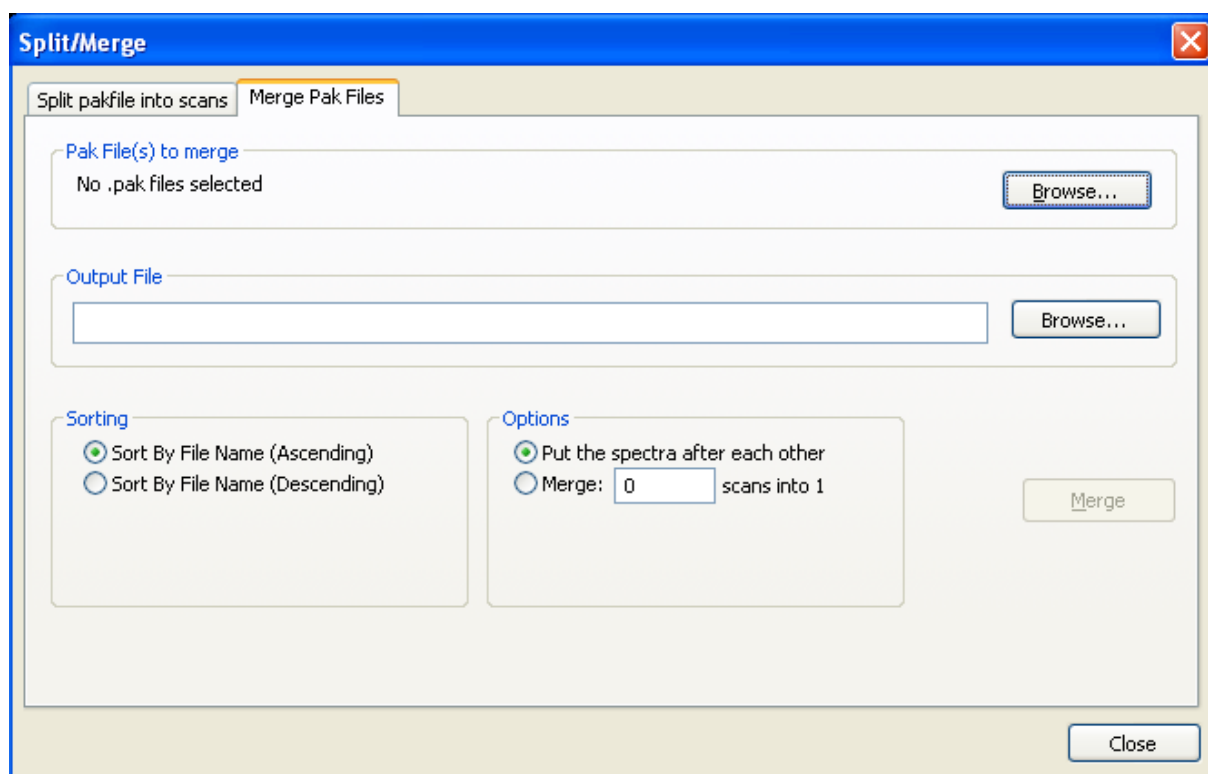 Split/Merge
Split pakfile into scans
Merge Pak Files
Pak File(s) to merge
No .pak files selected
Browse...
Output File
Browse...
Sorting
Sort By File Name (Ascending)
Sort By File Name (Descending)
Options
Put the spectra after each other
Merge: 0 scans into 1
Merge
Close